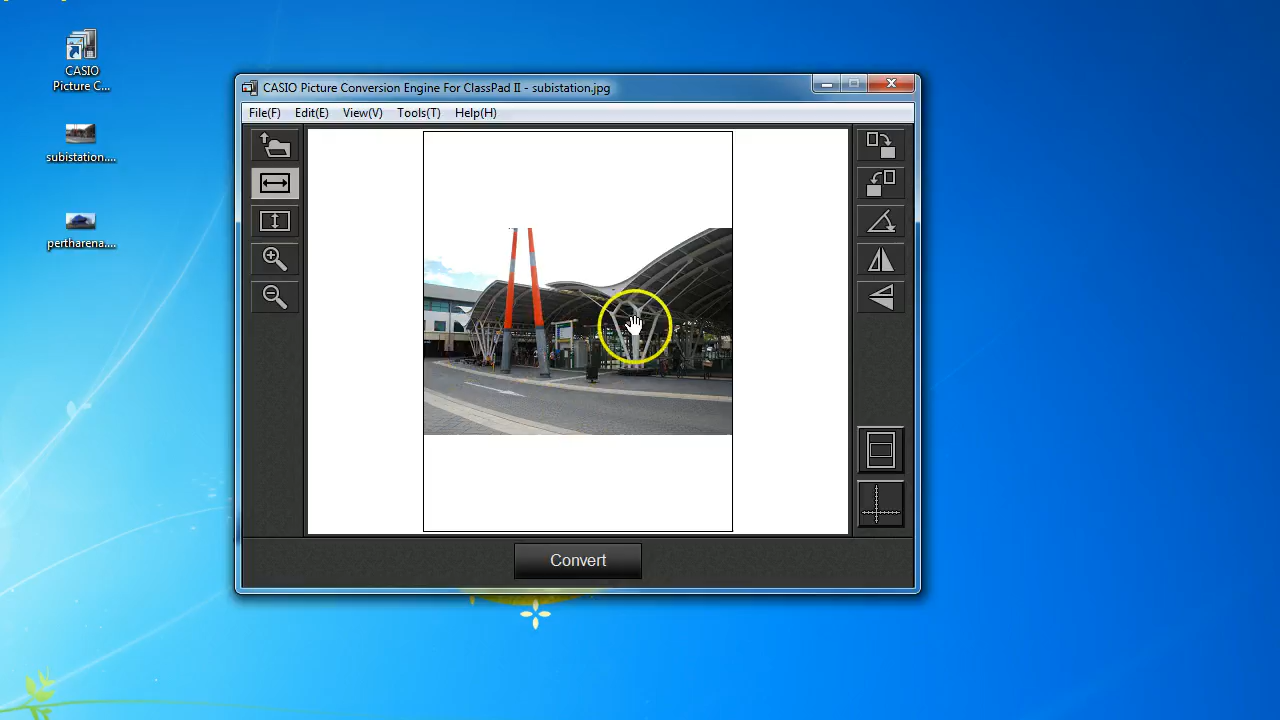 CASIO
Picture C...
subistation....
pertharena....
CASIO Picture Conversion Engine For ClassPad II - subistation.jpg
File(F) Edit(E) View(V) Tools(T) Help(H)
Convert